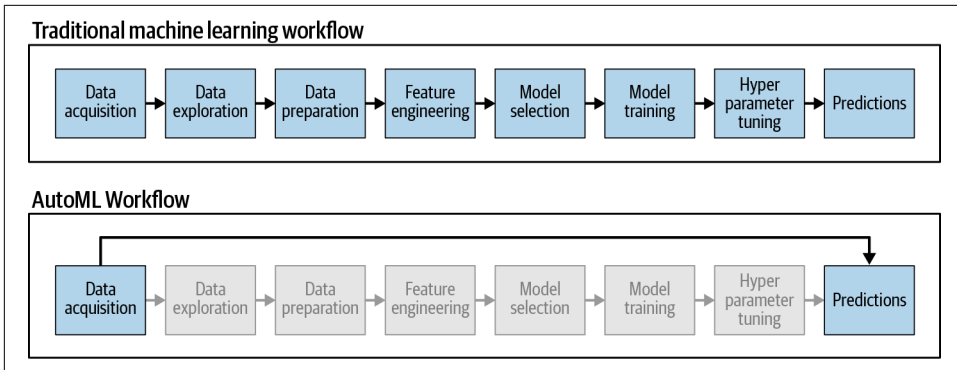 Traditional machine learning workflow
Data
acquisition
Data
exploration
Data
preparation
Feature
engineering
Model
selection
Model
training
Hyper
parameter
tuning
Predictions
AutoML Workflow
Data
acquisition
Data
exploration
Data
preparation
Feature
engineering
Model
selection
Model
training
Hyper
parameter
tuning
Predictions